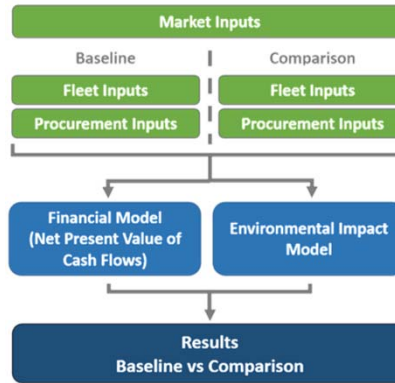 Market Inputs
Baseline
Comparison
Fleet Inputs
Fleet Inputs
Procurement Inputs
Procurement Inputs
Financial Model
(Net Present Value of
Cash Flows)
Environmental Impact
Model
Results
Baseline vs Comparison